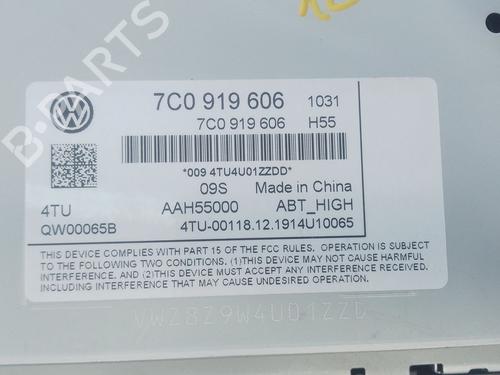 7C0 919 606 1031
7C0 919 606 H55
*009 4TU4U01ZZDD*
09S Made in China
4TU AAH55000 ABT_HIGH
QW00065B 4TU-00118.12.1914U10065
THIS DEVICE COMPLIES WITH PART 15 OF THE FCC RULES. OPERATION IS SUBJECT
TO THE FOLLOWING TWO CONDITIONS: (1) THIS DEVICE MAY NOT CAUSE HARMFUL
INTERFERENCE. AND (2)THIS DEVICE MUST ACCEPT ANY INTERFERENCE RECEIVED.
INCLUDING INTERFERENCE THAT MAY CAUSE UNDESIRED OPERATION.
VWZ8Z9W4U01ZZD
B-PARTS